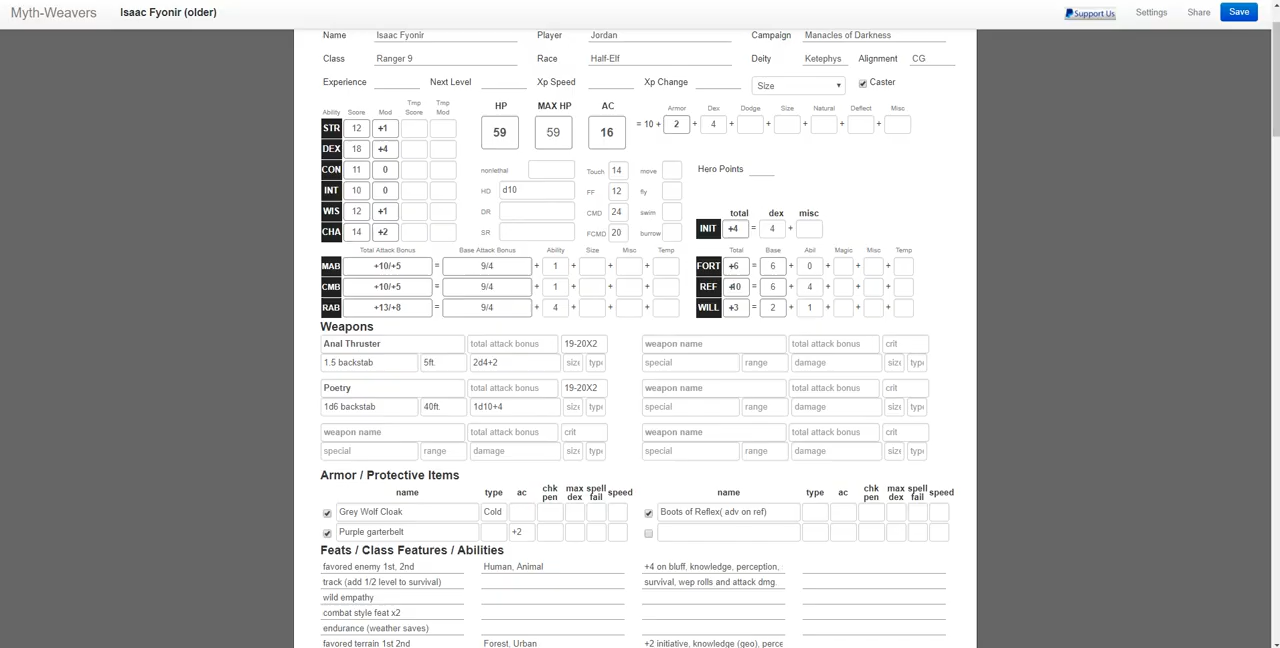 Myth-Weavers Isaac Fyonir (older) Support Us Settings Share Save
Name Isaac Fyonir Player Jordan Campaign Manacles of Darkness
Class Ranger 9 Race Half-Elf Deity Ketephys Alignment CG
Experience Next Level Xp Speed Xp Change Size Caster
Ability Score Mod Tmp Score Tmp Mod HP MAX HP AC Armor Dex Dodge Size Natural Deflect Misc
STR 12 +1 59 59 16 = 10 + 2 + 4 + + + + +
DEX 18 +4
CON 11 0 nonlethal Touch 14 move Hero Points
INT 10 0 HD d10 FF 12 fly
WIS 12 +1 DR CMD 24 swim total dex misc
CHA 14 +2 SR FCMD 20 burrow INIT +4 = 4 +
Total Attack Bonus Base Attack Bonus Ability Size Misc Temp Total Base Abil Magic Misc Temp
MAB +10/+5 = 9/4 + 1 + + + FORT +6 = 6 + 0 + + +
CMB +10/+5 = 9/4 + 1 + + + REF +10 = 6 + 4 + + +
RAB +13/+8 = 9/4 + 4 + + + WILL +3 = 2 + 1 + + +
Weapons
Anal Thruster total attack bonus 19-20X2 weapon name total attack bonus crit
1.5 backstab 5ft. 2d4+2 size type special range damage size type
Poetry total attack bonus 19-20X2 weapon name total attack bonus crit
1d6 backstab 40ft. 1d10+4 size type special range damage size type
weapon name total attack bonus crit weapon name total attack bonus crit
special range damage size type special range damage size type
Armor / Protective Items
name type ac chk pen max dex spell fail speed name type ac chk pen max dex spell fail speed
Grey Wolf Cloak Cold Boots of Reflex( adv on ref)
Purple garterbelt +2
Feats / Class Features / Abilities
favored enemy 1st, 2nd Human, Animal +4 on bluff, knowledge, perception,
track (add 1/2 level to survival) survival, wep rolls and attack dmg.
wild empathy
combat style feat x2
endurance (weather saves)
favored terrain 1st 2nd Forest, Urban +2 initiative, knowledge (geo), perce